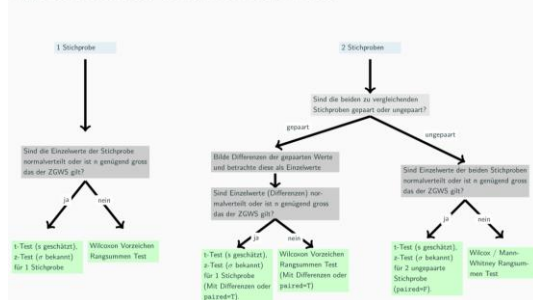 1 Stichprobe
Sind die Einzelwerte der Stichprobe
normalverteilt oder ist n genügend gross
das der ZGWS gilt?
ja
nein
t-Test (s geschätzt),
z-Test (σ bekannt)
für 1 Stichprobe
Wilcoxon Vorzeichen
Rangsummen Test
2 Stichproben
Sind die beiden zu vergleichenden
Stichproben gepaart oder ungepaart?
gepaart
ungepaart
Bilde Differenzen der gepaarten Werte
und betrachte diese als Einzelwerte
Sind Einzelwerte (Differenzen) nor-
malverteilt oder ist n genügend gross
das der ZGWS gilt?
ja
nein
t-Test (s geschätzt),
z-Test (σ bekannt)
für 1 Stichprobe
(Mit Differenzen oder
paired=T).
Wilcoxon Vorzeichen
Rangsummen Test
(Mit Differenzen oder
paired=T)
Sind Einzelwerte der beiden Stichproben
normalverteilt oder ist n genügend gross
das der ZGWS gilt?
ja
nein
t-Test (s geschätzt),
z-Test (σ bekannt)
für 2 ungepaarte
Stichprobe
(paired=F).
Wilcox / Mann-
Whitney Rangsum-
men Test